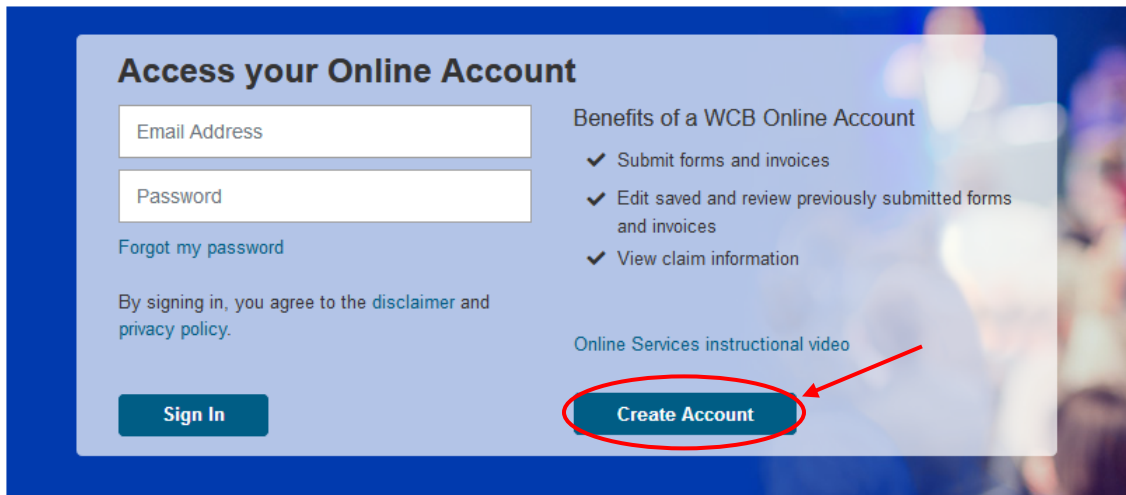 Access your Online Account
Email Address
Password
Forgot my password
By signing in, you agree to the disclaimer and
privacy policy.
Sign In
Benefits of a WCB Online Account
✔ Submit forms and invoices
✔ Edit saved and review previously submitted forms
and invoices
✔ View claim information
Online Services instructional video
Create Account